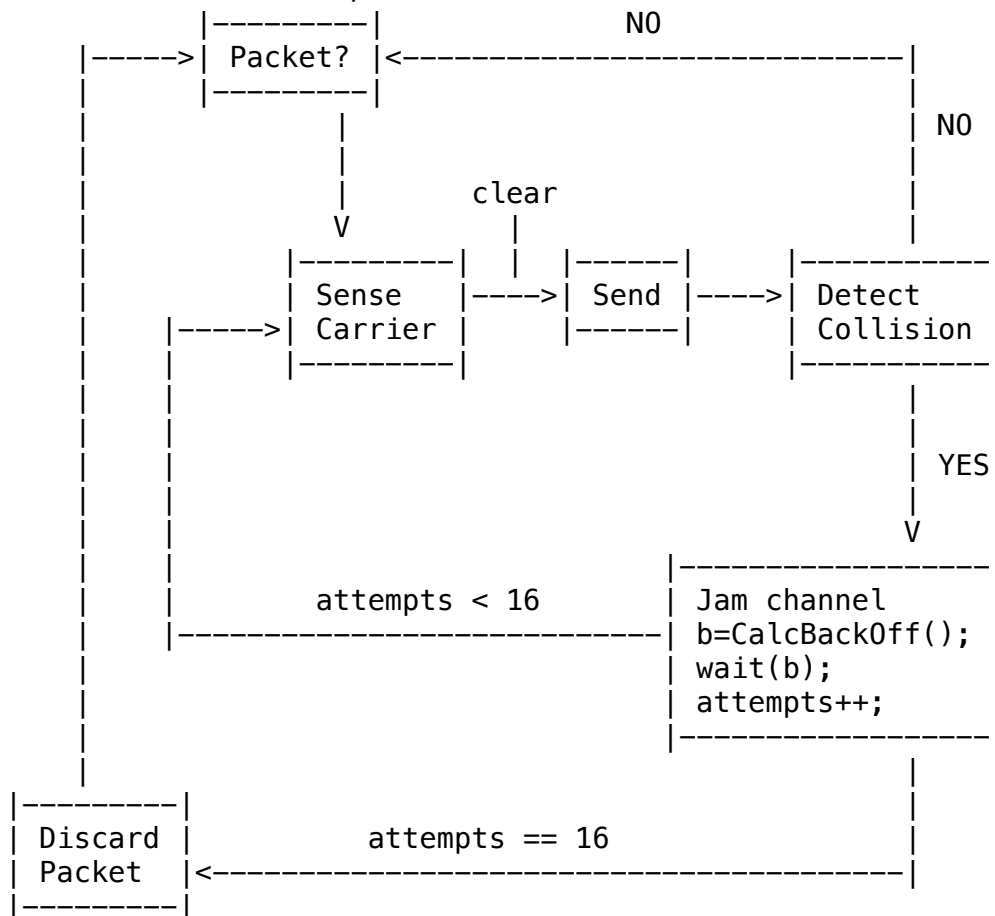 NO
Packet?
NO
clear
Sense Carrier
Send
Detect Collision
YES
attempts < 16
Jam channel
b=CalcBackOff();
wait(b);
attempts++;
Discard Packet
attempts == 16